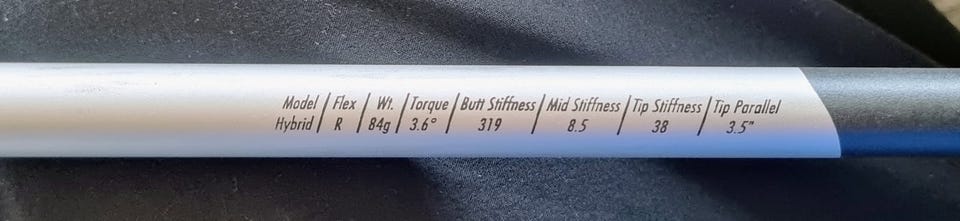 Model / Flex / Wt. / Torque / Butt Stiffness / Mid Stiffness / Tip Stiffness / Tip Parallel
Hybrid / R / 84g / 3.6° / 319 / 8.5 / 38 / 3.5"